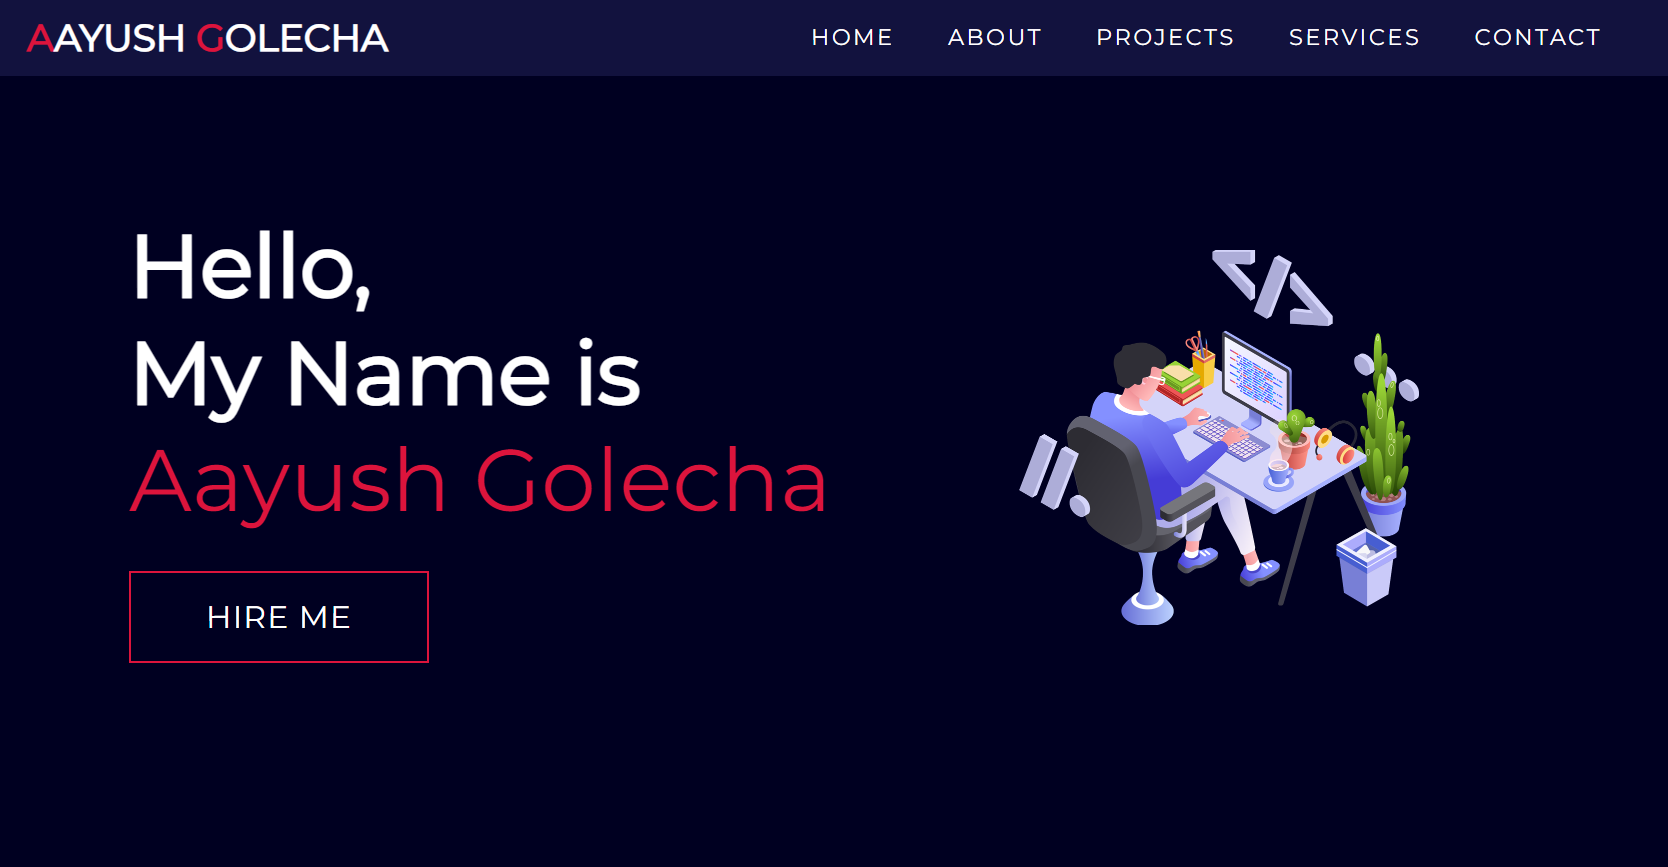 AAYUSH GOLECHA
HOME ABOUT PROJECTS SERVICES CONTACT
Hello,
My Name is
Aayush Golecha
HIRE ME